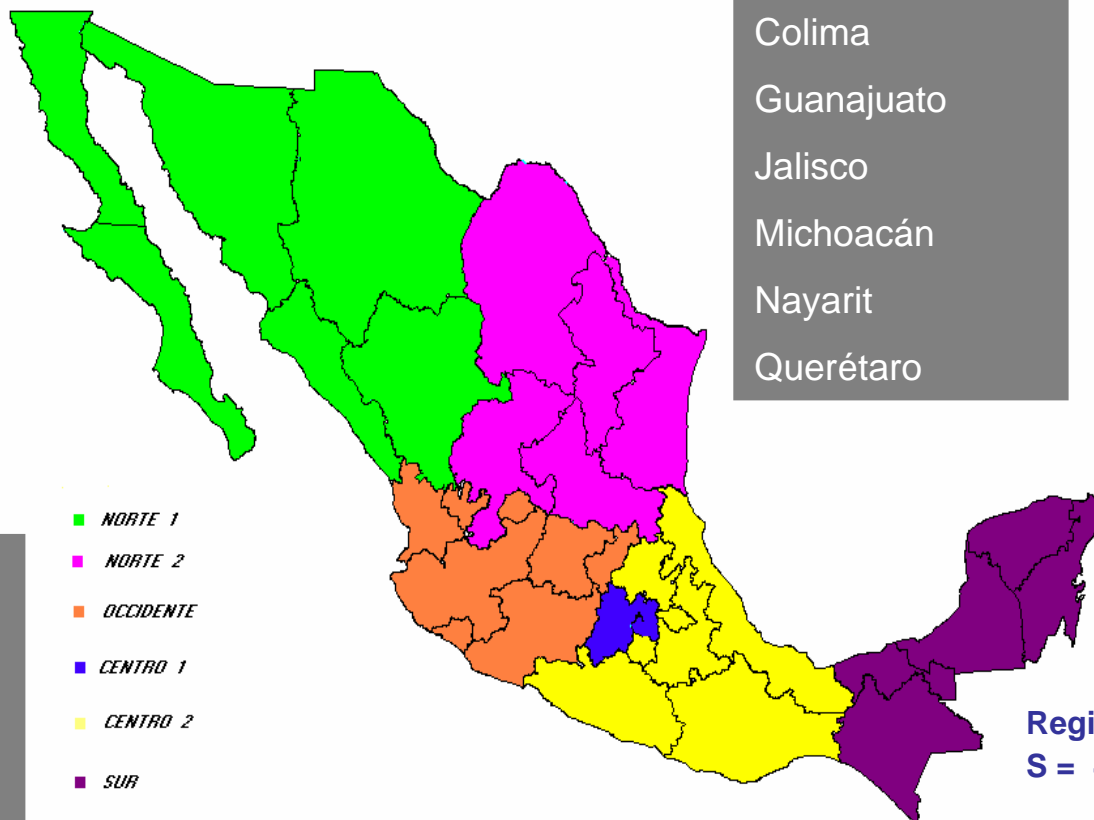 Colima
Guanajuato
Jalisco
Michoacán
Nayarit
Querétaro
NORTE 1
NORTE 2
OCCIDENTE
CENTRO 1
CENTRO 2
SUR
S =